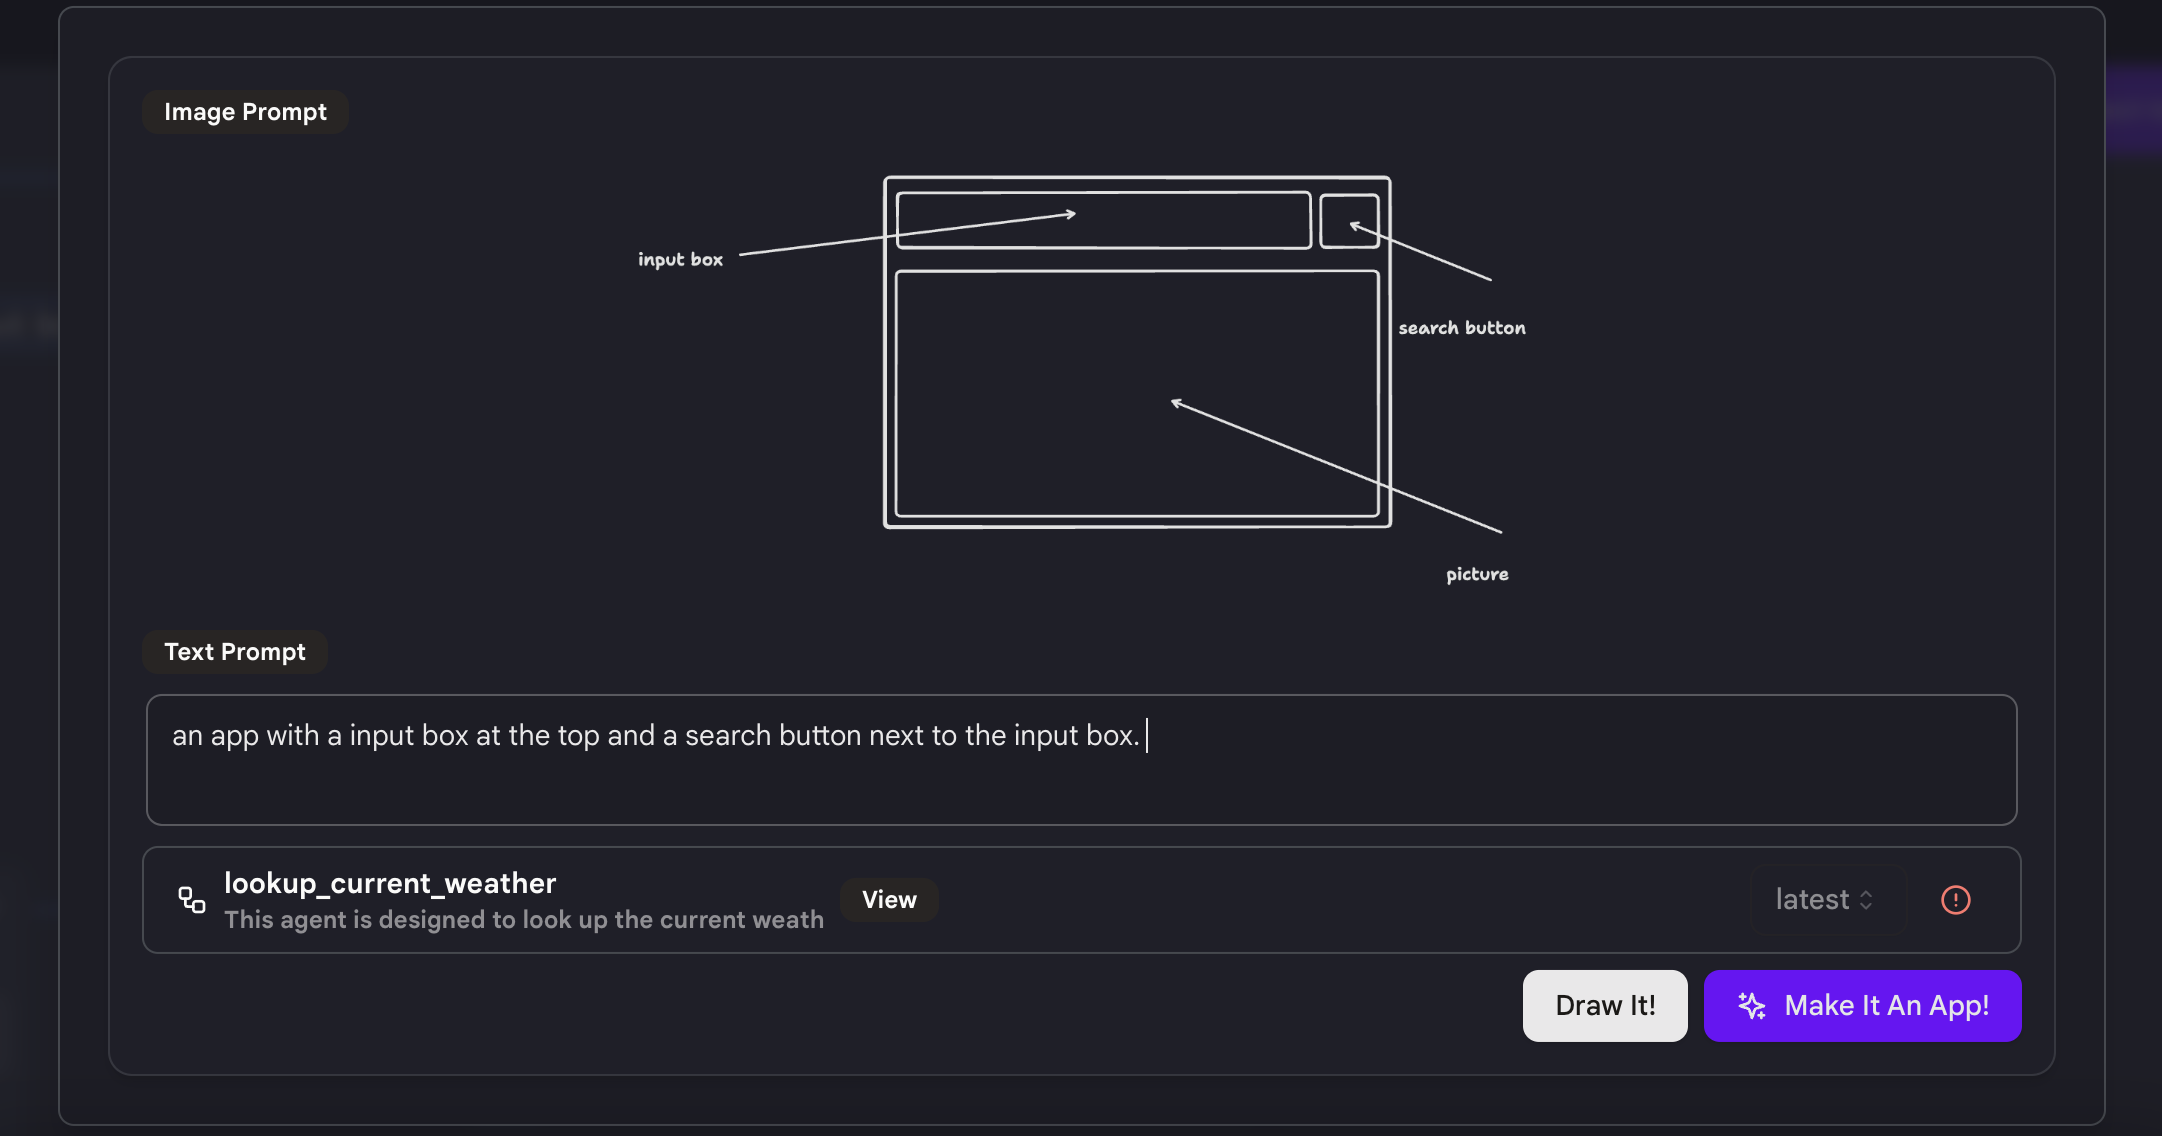 Image Prompt
input box
search button
picture
Text Prompt
an app with a input box at the top and a search button next to the input box.
lookup_current_weather
This agent is designed to look up the current weath
View
latest
Draw It!
Make It An App!